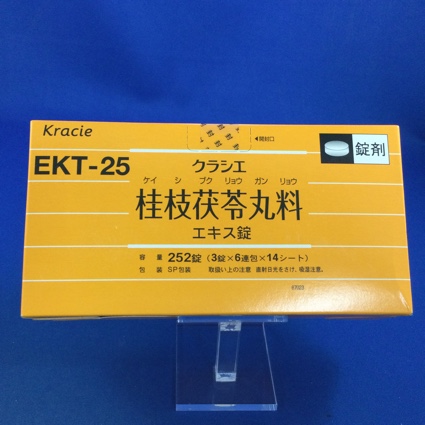 Kracie
◀開封口
錠剤
EKT-25
クラシエ
ケイ シ ブク リョウ ガン リョウ
桂枝茯苓丸料
エキス錠
容 量 252錠（3錠×6連包×14シート）
包 装 SP包装 取扱い上の注意 直射日光をさけ、吸湿注意。